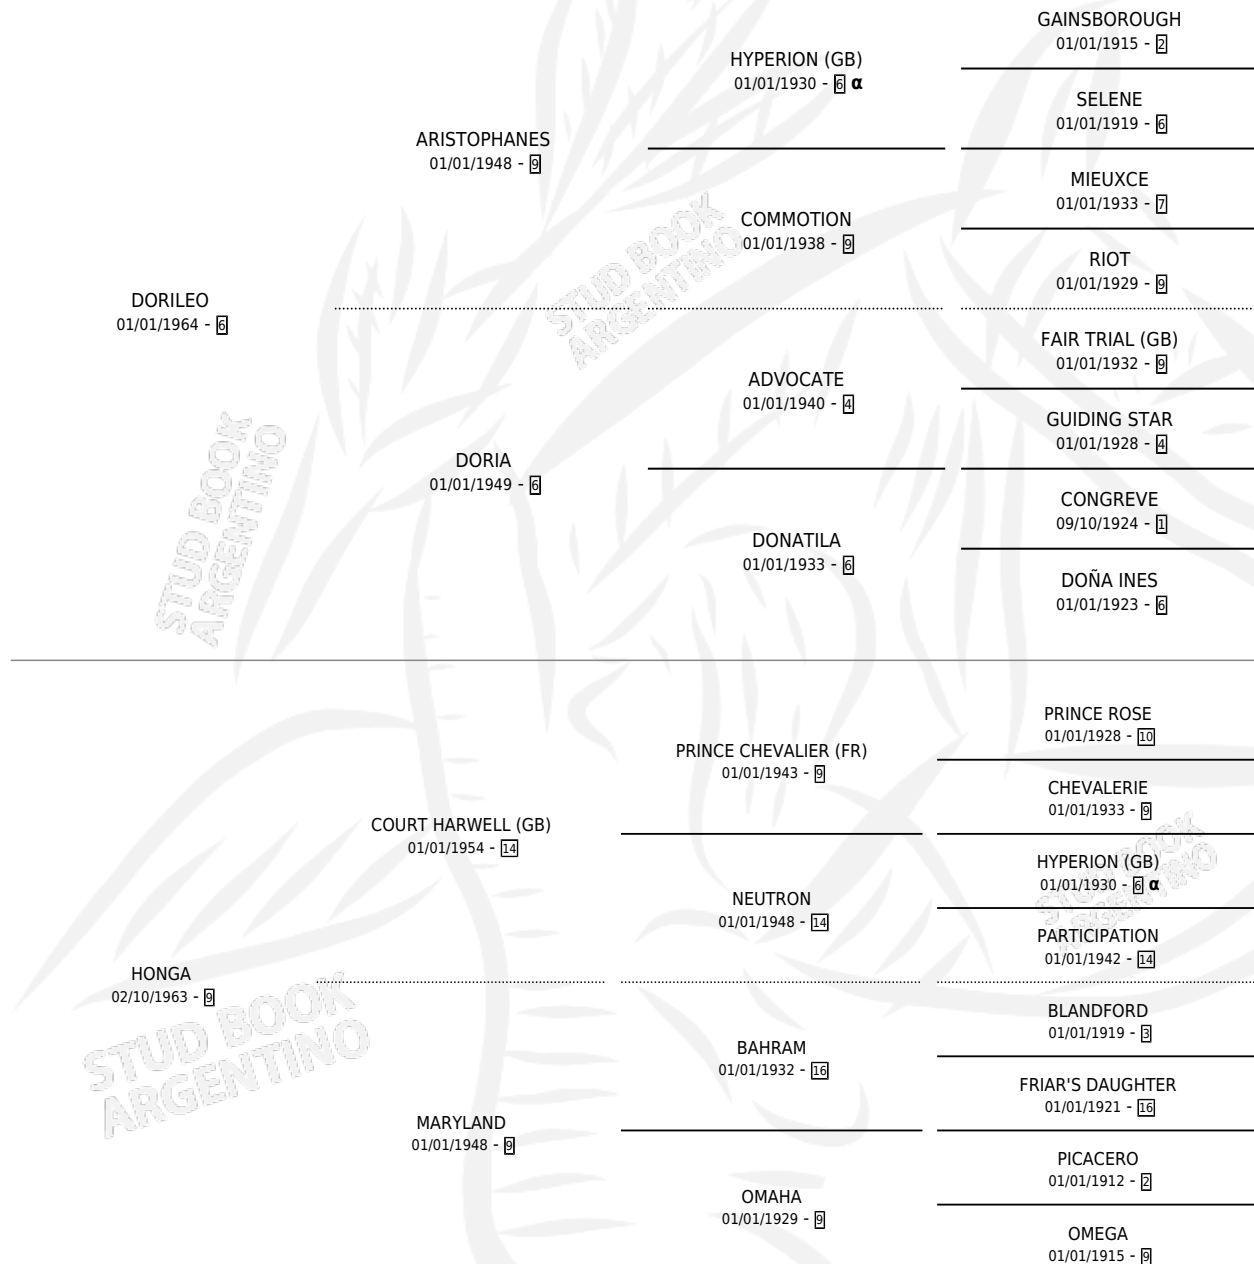 GAINSBOROUGH
01/01/1915 - 2
HYPERION (GB)
01/01/1930 - 6 α
SELENE
01/01/1919 - 6
ARISTOPHANES
01/01/1948 - 9
MIEUXCE
01/01/1933 - 7
COMMOTION
01/01/1938 - 9
RIOT
01/01/1929 - 9
DORILEO
01/01/1964 - 6
FAIR TRIAL (GB)
01/01/1932 - 9
ADVOCATE
01/01/1940 - 4
GUIDING STAR
01/01/1928 - 4
DORIA
01/01/1949 - 6
CONGREVE
09/10/1924 - 1
DONATILA
01/01/1933 - 6
DOÑA INES
01/01/1923 - 6
PRINCE ROSE
01/01/1928 - 10
PRINCE CHEVALIER (FR)
01/01/1943 - 9
CHEVALERIE
01/01/1933 - 9
COURT HARWELL (GB)
01/01/1954 - 14
HYPERION (GB)
01/01/1930 - 6 α
NEUTRON
01/01/1948 - 14
PARTICIPATION
01/01/1942 - 14
HONGA
02/10/1963 - 9
BLANDFORD
01/01/1919 - 3
BAHRAM
01/01/1932 - 16
FRIAR'S DAUGHTER
01/01/1921 - 16
MARYLAND
01/01/1948 - 9
PICACERO
01/01/1912 - 2
OMAHA
01/01/1929 - 9
OMEGA
01/01/1915 - 9
STUD BOOK
ARGENTINO
STUD BOOK
ARGENTINO
STUD BOOK
ARGENTINO
STUD BOOK
ARGENTINO